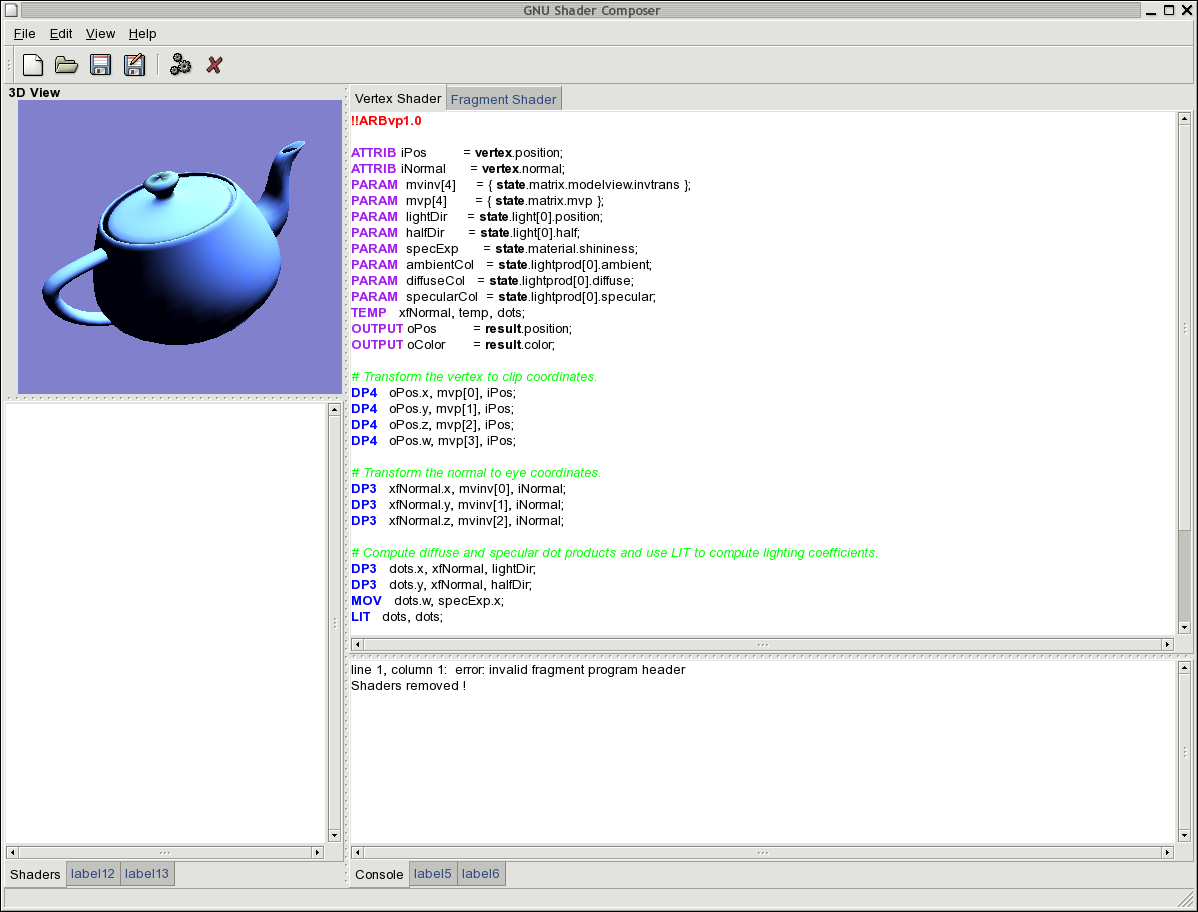 GNU Shader Composer
File Edit View Help
3D View
Vertex Shader Fragment Shader
!!ARBvp1.0
ATTRIB iPos = vertex.position;
ATTRIB iNormal = vertex.normal;
PARAM mvinv[4] = { state.matrix.modelview.invtrans };
PARAM mvp[4] = { state.matrix.mvp };
PARAM lightDir = state.light[0].position;
PARAM halfDir = state.light[0].half;
PARAM specExp = state.material.shininess;
PARAM ambientCol = state.lightprod[0].ambient;
PARAM diffuseCol = state.lightprod[0].diffuse;
PARAM specularCol = state.lightprod[0].specular;
TEMP xfNormal, temp, dots;
OUTPUT oPos = result.position;
OUTPUT oColor = result.color;
# Transform the vertex to clip coordinates.
DP4 oPos.x, mvp[0], iPos;
DP4 oPos.y, mvp[1], iPos;
DP4 oPos.z, mvp[2], iPos;
DP4 oPos.w, mvp[3], iPos;
# Transform the normal to eye coordinates.
DP3 xfNormal.x, mvinv[0], iNormal;
DP3 xfNormal.y, mvinv[1], iNormal;
DP3 xfNormal.z, mvinv[2], iNormal;
# Compute diffuse and specular dot products and use LIT to compute lighting coefficients.
DP3 dots.x, xfNormal, lightDir;
DP3 dots.y, xfNormal, halfDir;
MOV dots.w, specExp.x;
LIT dots, dots;
line 1, column 1: error: invalid fragment program header
Shaders removed !
Shaders label12 label13
Console label5 label6